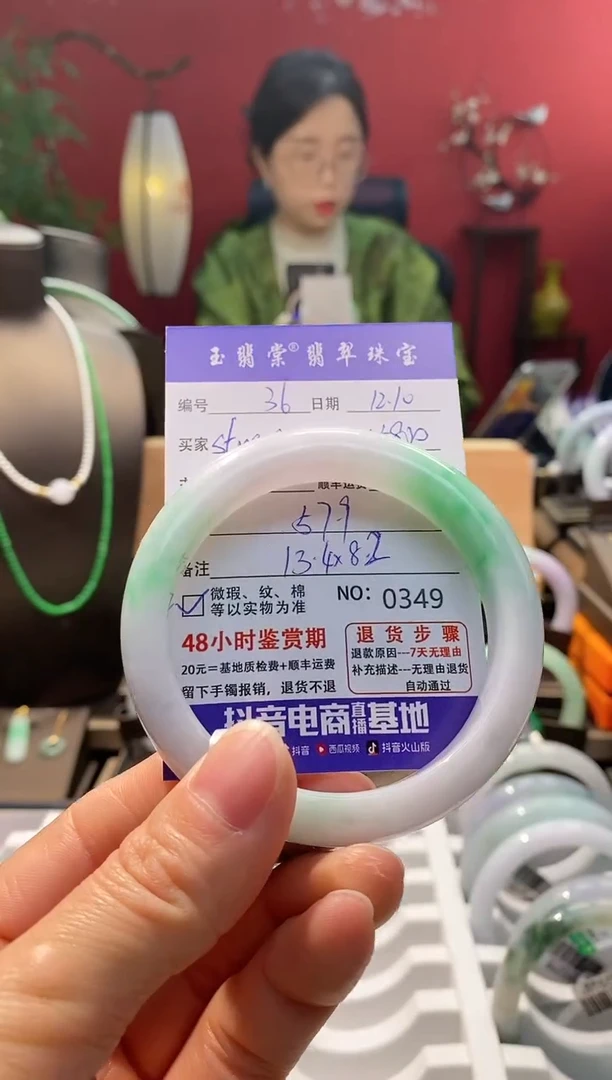 玉翡棠®翡翠珠宝
编号 36 日期 12.10
买家
顺丰运费
57.9
备注 13.4x8.2
微瑕、纹、棉
等以实物为准
NO: 0349
48小时鉴赏期
20元=基地质检费+顺丰运费
留下手镯报销，退货不退
退货步骤
退款原因---7天无理由
补充描述---无理由退货
自动通过
抖音电商直播基地
抖音 西瓜视频 抖音火山版